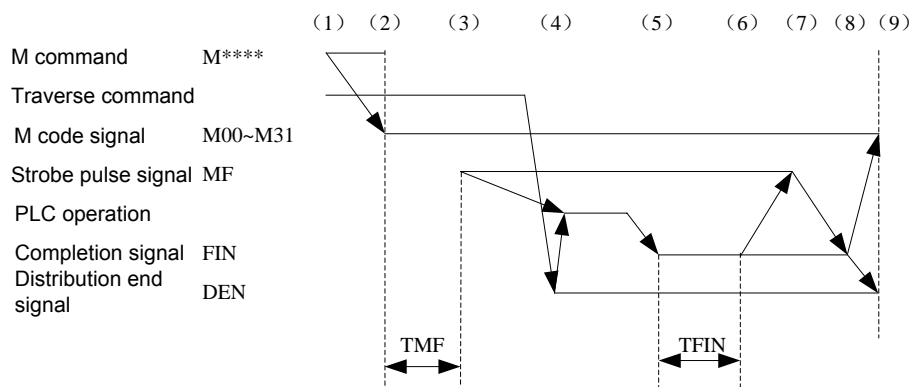 （1） （2） （3） （4） （5） （6） （7） （8） （9）
M command M****
Traverse command
M code signal M00~M31
Strobe pulse signal MF
PLC operation
Completion signal FIN
Distribution end
signal DEN
TMF TFIN